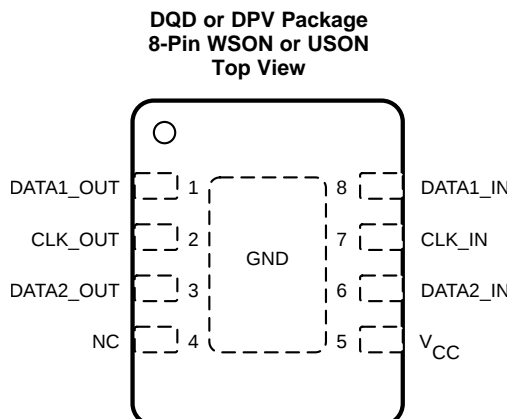 DQD or DPV Package
8-Pin WSON or USON
Top View
DATA1_OUT 1 8 DATA1_IN
CLK_OUT 2 7 CLK_IN
GND
DATA2_OUT 3 6 DATA2_IN
NC 4 5 VCC